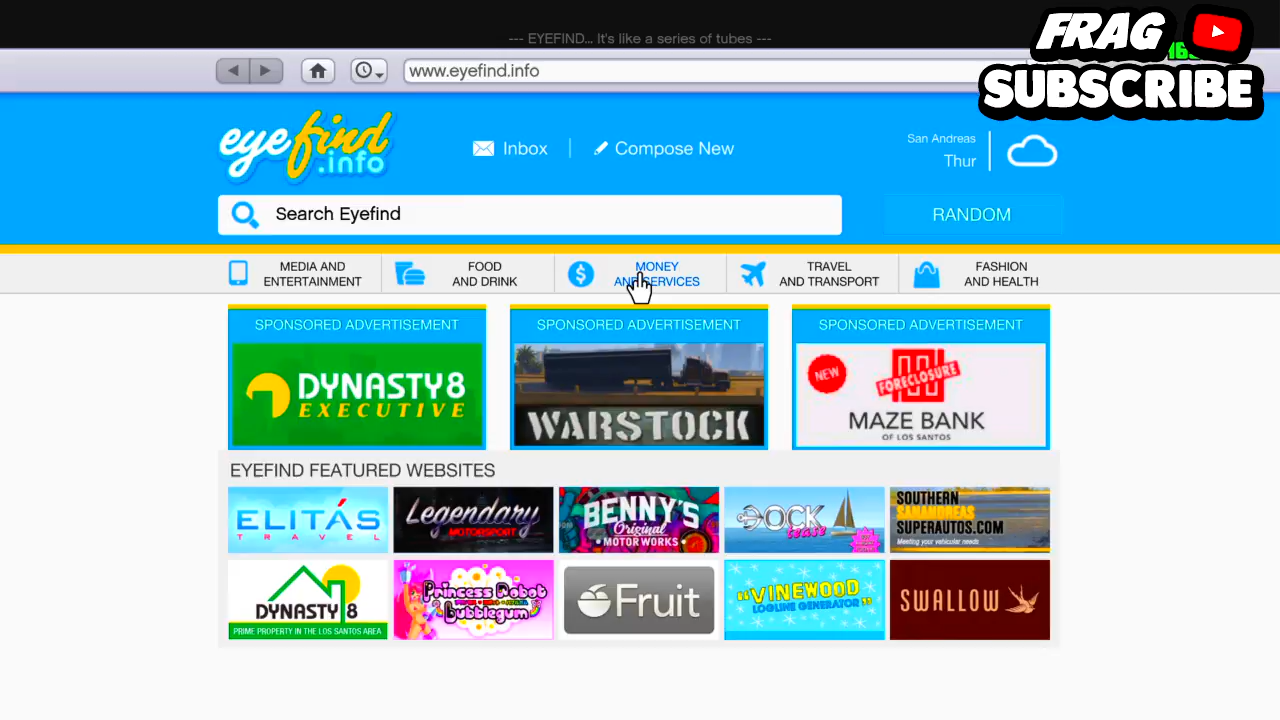 --- EYEFIND... It's like a series of tubes ---
FRAG
SUBSCRIBE
www.eyefind.info
eyefind
.info
Inbox
Compose New
San Andreas
Thur
Search Eyefind
RANDOM
MEDIA AND
ENTERTAINMENT
FOOD
AND DRINK
MONEY
AND SERVICES
TRAVEL
AND TRANSPORT
FASHION
AND HEALTH
SPONSORED ADVERTISEMENT
DYNASTY8
EXECUTIVE
SPONSORED ADVERTISEMENT
WARSTOCK
SPONSORED ADVERTISEMENT
NEW
FORECLOSURE
MAZE BANK
OF LOS SANTOS
EYEFIND FEATURED WEBSITES
ELITÁS
TRAVEL
Legendary
MOTORSPORT
BENNY'S
Original
MOTOR WORKS
DOCK
tease
SOUTHERN
SANANDREAS
SUPERAUTOS.COM
Meeting your vehicular needs
DYNASTY 8
PRIME PROPERTY IN THE LOS SANTOS AREA
Princess Robot
Bubblegum
Fruit
"VINEWOOD
LOGLINE GENERATOR"
SWALLOW